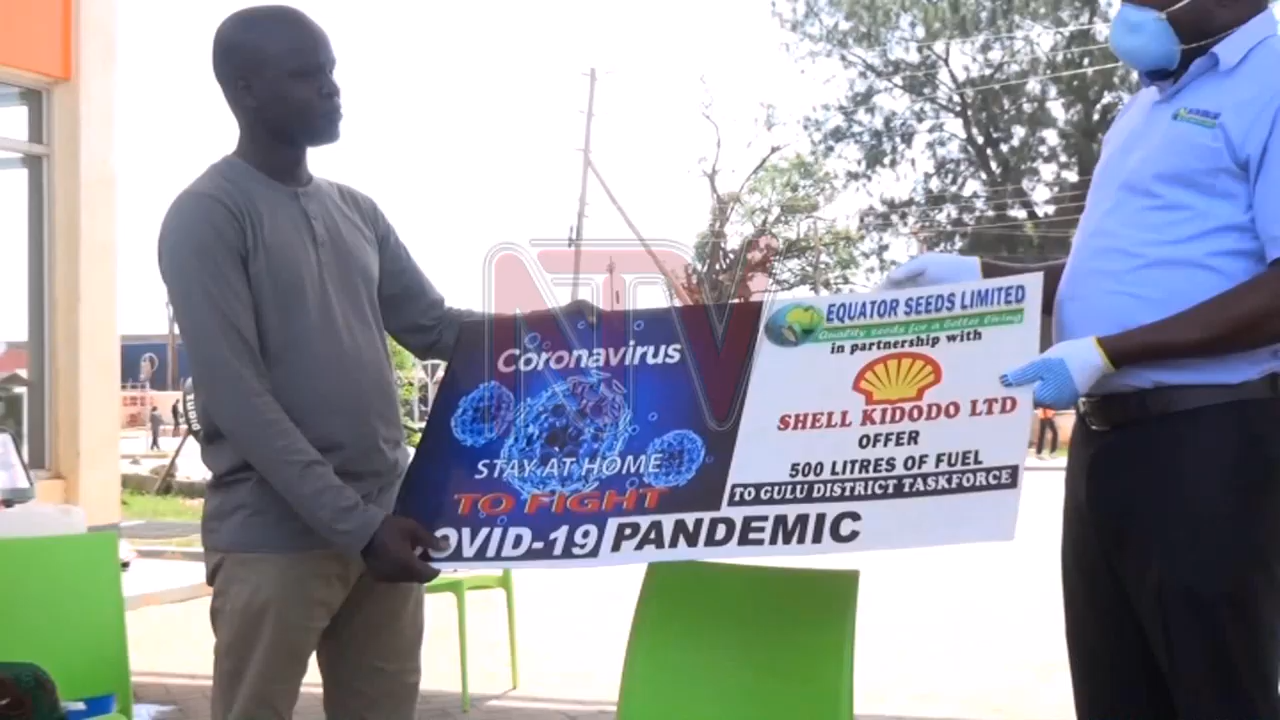 NTV
Coronavirus
STAY AT HOME
TO FIGHT
OVID-19 PANDEMIC
EQUATOR SEEDS LIMITED
Quality seeds for a better living
in partnership with
SHELL KIDODO LTD
OFFER
500 LITRES OF FUEL
TO GULU DISTRICT TASKFORCE